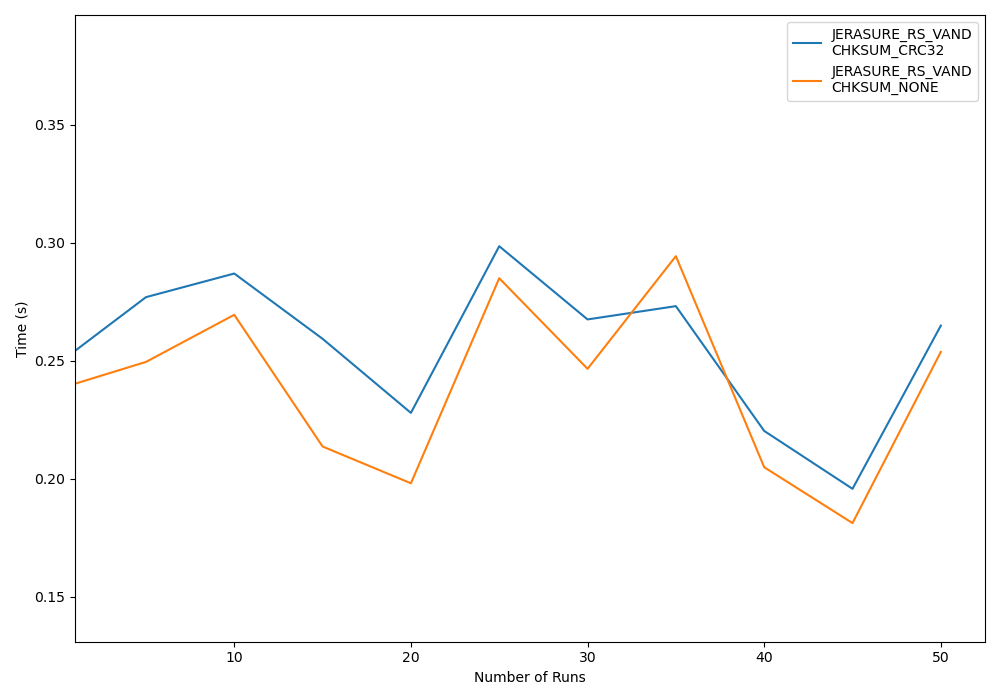 JERASURE_RS_VAND
CHKSUM_CRC32
JERASURE_RS_VAND
CHKSUM_NONE
Time (s)
0.35
0.30
0.25
0.20
0.15
10 20 30 40 50
Number of Runs